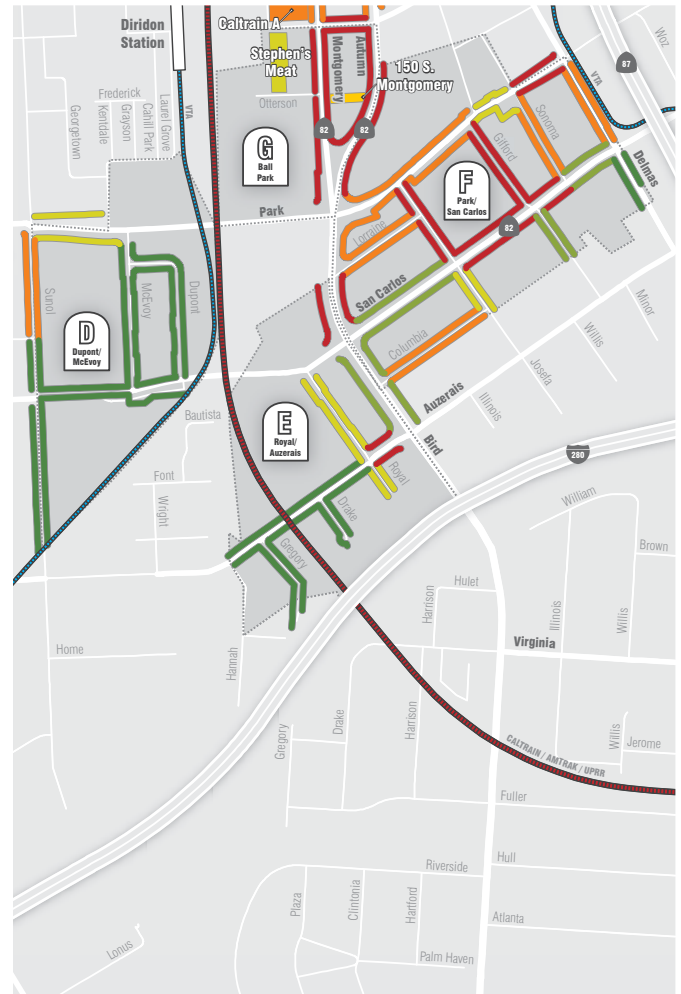 Diridon
Station
Caltrain A
Stephen's
Meat
Montgomery
Autumn
150 S.
Montgomery
Woz
87
VTA
VTA
Frederick
Georgetown
Kentdale
Grayson
Cahill Park
Laurel Grove
Otterson
82
82
G
Ball
Park
Gifford
Sonoma
Delmas
F
Park/
San Carlos
82
Park
Lorraine
San Carlos
Sunol
McEvoy
Dupont
D
Dupont/
McEvoy
Columbia
Minor
Willis
Josefa
Illinois
Auzerais
Bird
Bautista
E
Royal/
Auzerais
Royal
280
Font
Wright
Drake
Gregory
William
Brown
Hulet
Harrison
Illinois
Willis
Virginia
Home
Hannah
Gregory
Drake
Harrison
Willis
Jerome
CALTRAIN / AMTRAK / UPRR
Fuller
Riverside
Hull
Plaza
Clintonia
Hartford
Atlanta
Lonus
Palm Haven